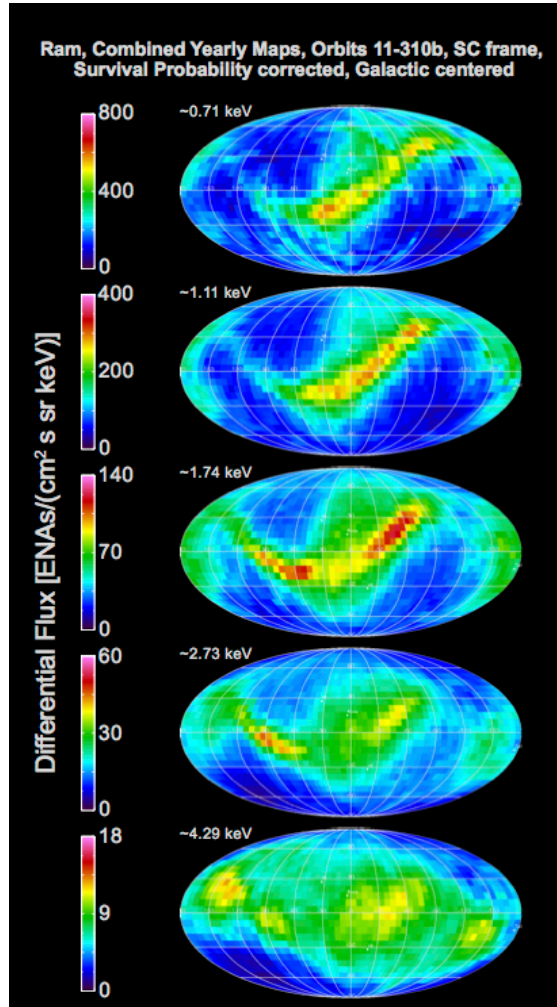 Ram, Combined Yearly Maps, Orbits 11-310b, SC frame,
Survival Probability corrected, Galactic centered
Differential Flux [ENAs/(cm² s sr keV)]
~0.71 keV
800
400
0
~1.11 keV
400
200
0
~1.74 keV
140
70
0
~2.73 keV
60
30
0
~4.29 keV
18
9
0